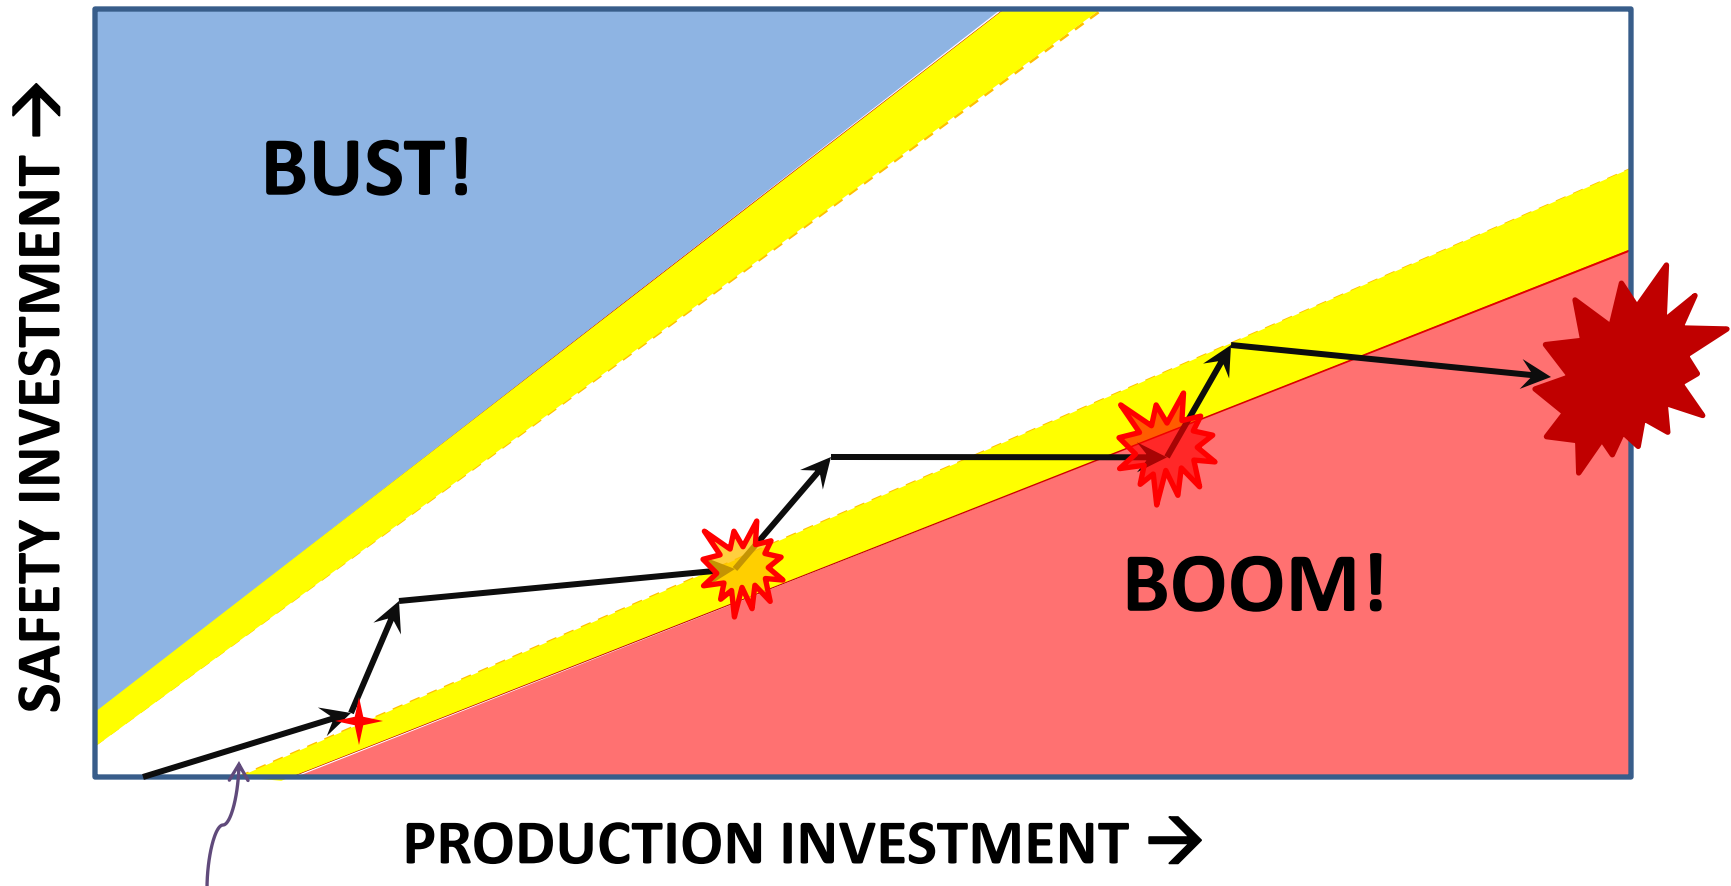 BUST!
SAFETY INVESTMENT →
BOOM!
PRODUCTION INVESTMENT →